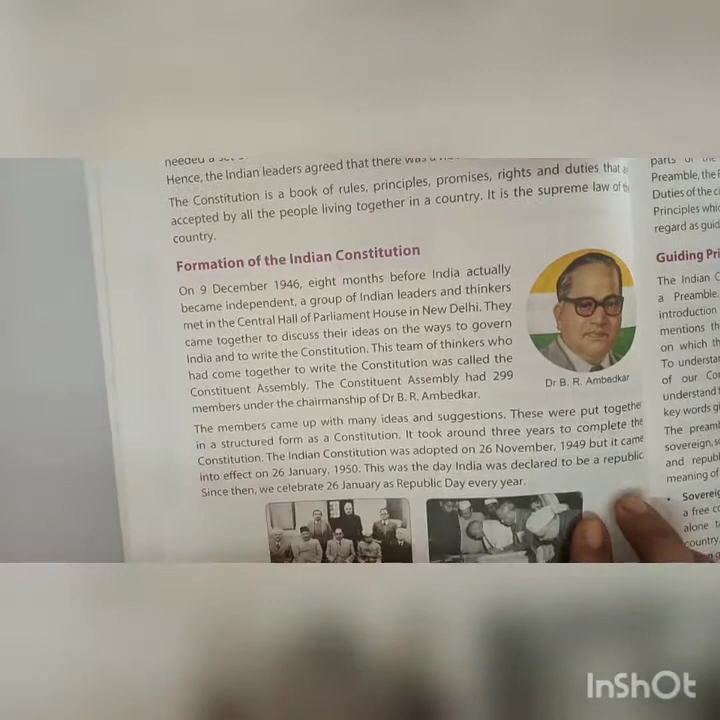 Hence, the Indian leaders agreed that there was a
The Constitution is a book of rules, principles, promises, rights and duties that
accepted by all the people living together in a country. It is the supreme law of
country.
Formation of the Indian Constitution
On 9 December 1946, eight months before India actually
became independent, a group of Indian leaders and thinkers
met in the Central Hall of Parliament House in New Delhi. They
came together to discuss their ideas on the ways to govern
India and to write the Constitution. This team of thinkers who
had come together to write the Constitution was called the
Constituent Assembly. The Constituent Assembly had 299
members under the chairmanship of Dr B. R. Ambedkar.
Dr B. R. Ambedkar
The members came up with many ideas and suggestions. These were put together
in a structured form as a Constitution. It took around three years to complete the
Constitution. The Indian Constitution was adopted on 26 November, 1949 but it came
into effect on 26 January, 1950. This was the day India was declared to be a republic.
Since then, we celebrate 26 January as Republic Day every year.
parts
Preamble, the
Duties of the
Principles
regard as
Guiding
The Indian
a Preamble.
introduction
mentions
on which
To
of our
understand
key words
The
sovereign,
and
meaning of
•
a free
alone
country.
InShOt